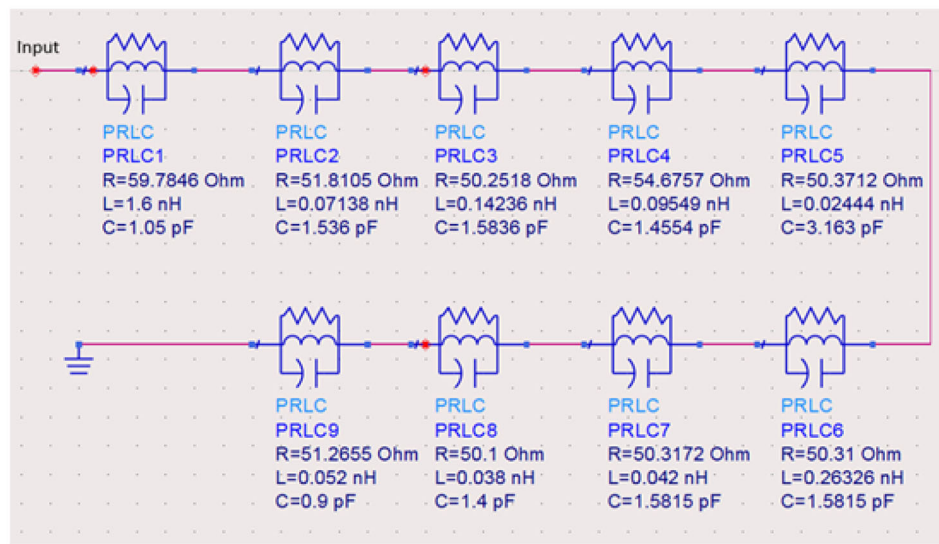 Input
PRLC PRLC PRLC PRLC PRLC
PRLC1 PRLC2 PRLC3 PRLC4 PRLC5
R=59.7846 Ohm R=51.8105 Ohm R=50.2518 Ohm R=54.6757 Ohm R=50.3712 Ohm
L=1.6 nH L=0.07138 nH L=0.14236 nH L=0.09549 nH L=0.02444 nH
C=1.05 pF C=1.536 pF C=1.5836 pF C=1.4554 pF C=3.163 pF
PRLC PRLC PRLC PRLC
PRLC9 PRLC8 PRLC7 PRLC6
R=51.2655 Ohm R=50.1 Ohm R=50.3172 Ohm R=50.31 Ohm
L=0.052 nH L=0.038 nH L=0.042 nH L=0.26326 nH
C=0.9 pF C=1.4 pF C=1.5815 pF C=1.5815 pF